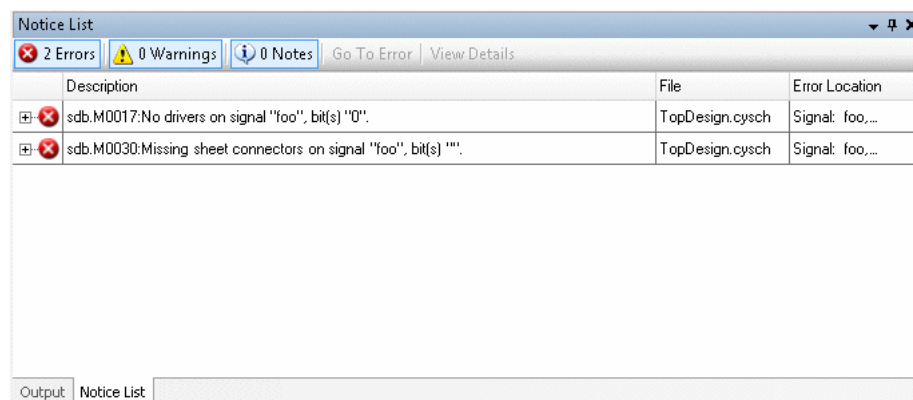 Notice List
2 Errors 0 Warnings 0 Notes Go To Error View Details
Description File Error Location
sdb.M0017:No drivers on signal "foo", bit(s) "0". TopDesign.cysch Signal: foo,...
sdb.M0030:Missing sheet connectors on signal "foo", bit(s) "". TopDesign.cysch Signal: foo,...
Output Notice List